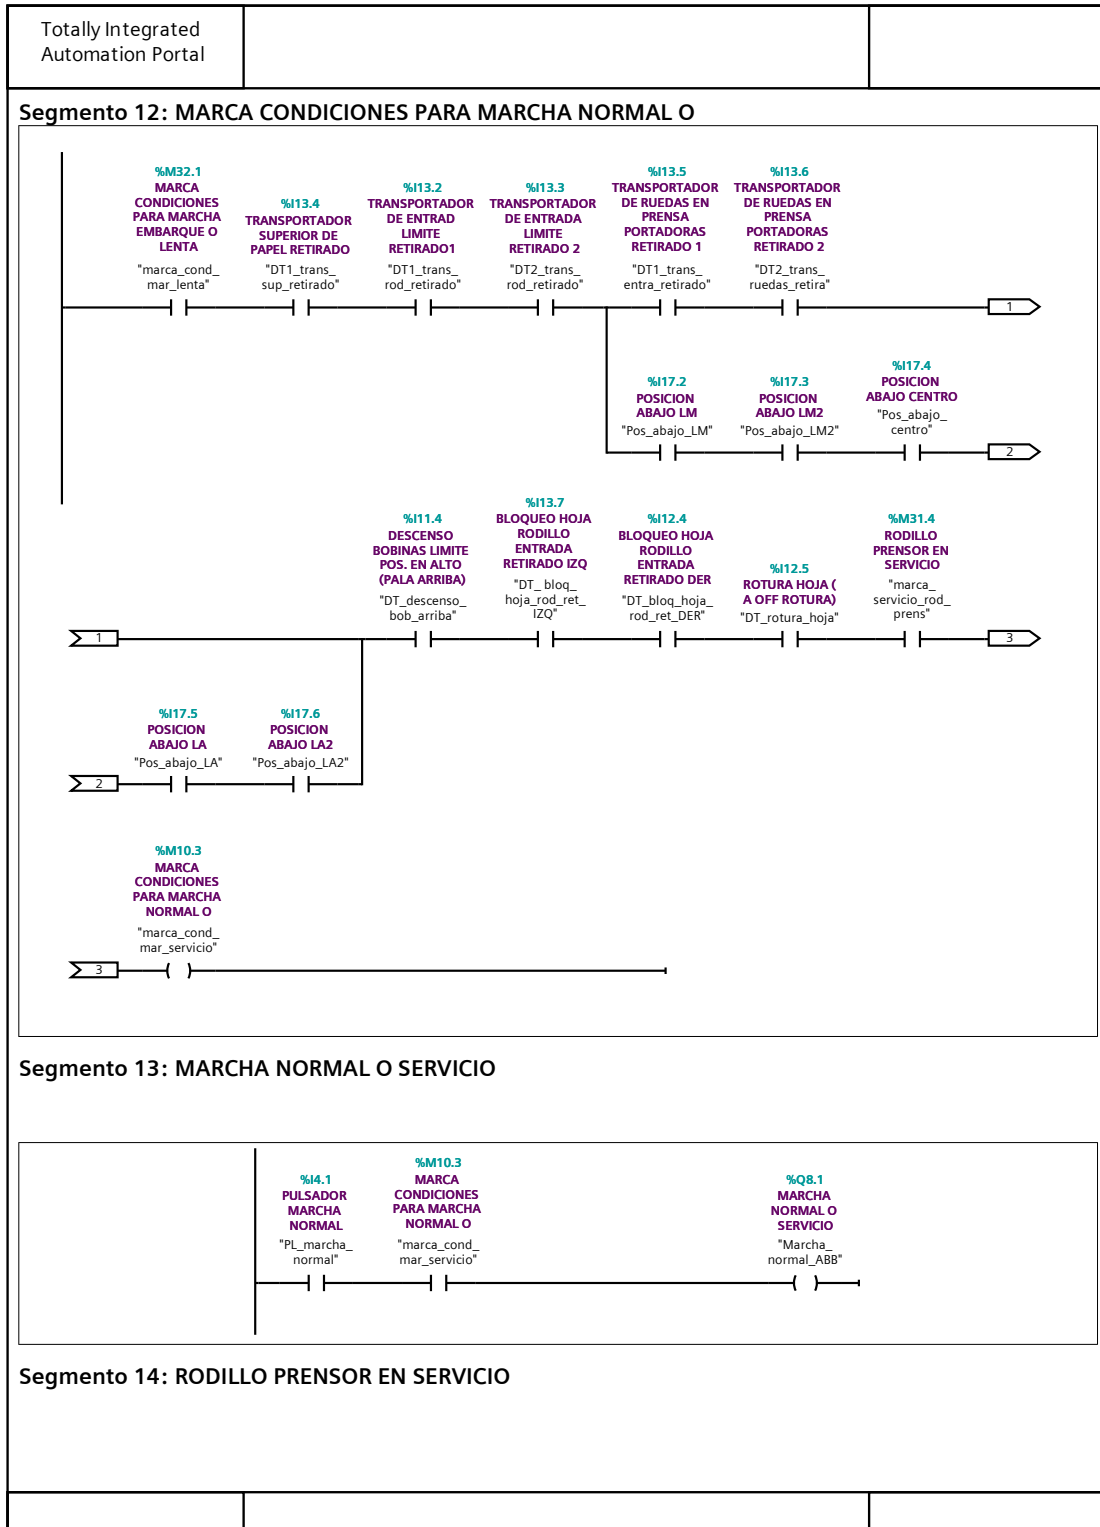 Totally Integrated
Automation Portal
Segmento 12: MARCA CONDICIONES PARA MARCHA NORMAL O
%M32.1
MARCA
CONDICIONES
PARA MARCHA
EMBARQUE O
LENTA
"marca_cond_
mar_lenta"
%I13.4
TRANSPORTADOR
SUPERIOR DE
PAPEL RETIRADO
"DT1_trans_
sup_retirado"
%I13.2
TRANSPORTADOR
DE ENTRAD
LIMITE
RETIRADO1
"DT1_trans_
rod_retirado"
%I13.3
TRANSPORTADOR
DE ENTRADA
LIMITE
RETIRADO 2
"DT2_trans_
rod_retirado"
%I13.5
TRANSPORTADOR
DE RUEDAS EN
PRENSA
PORTADORAS
RETIRADO 1
"DT1_trans_
entra_retirado"
%I13.6
TRANSPORTADOR
DE RUEDAS EN
PRENSA
PORTADORAS
RETIRADO 2
"DT2_trans_
ruedas_retira"
1
%I17.2
POSICION
ABAJO LM
"Pos_abajo_LM"
%I17.3
POSICION
ABAJO LM2
"Pos_abajo_LM2"
%I17.4
POSICION
ABAJO CENTRO
"Pos_abajo_
centro"
2
1
%I11.4
DESCENSO
BOBINAS LIMITE
POS. EN ALTO
(PALA ARRIBA)
"DT_descenso_
bob_arriba"
%I13.7
BLOQUEO HOJA
RODILLO
ENTRADA
RETIRADO IZQ
"DT_ bloq_
hoja_rod_ret_
IZQ"
%I12.4
BLOQUEO HOJA
RODILLO
ENTRADA
RETIRADO DER
"DT_bloq_hoja_
rod_ret_DER"
%I12.5
ROTURA HOJA (
A OFF ROTURA)
"DT_rotura_hoja"
%M31.4
RODILLO
PRENSOR EN
SERVICIO
"marca_
servicio_rod_
prens"
3
2
%I17.5
POSICION
ABAJO LA
"Pos_abajo_LA"
%I17.6
POSICION
ABAJO LA2
"Pos_abajo_LA2"
3
%M10.3
MARCA
CONDICIONES
PARA MARCHA
NORMAL O
"marca_cond_
mar_servicio"
Segmento 13: MARCHA NORMAL O SERVICIO
%I4.1
PULSADOR
MARCHA
NORMAL
"PL_marcha_
normal"
%M10.3
MARCA
CONDICIONES
PARA MARCHA
NORMAL O
"marca_cond_
mar_servicio"
%Q8.1
MARCHA
NORMAL O
SERVICIO
"Marcha_
normal_ABB"
Segmento 14: RODILLO PRENSOR EN SERVICIO